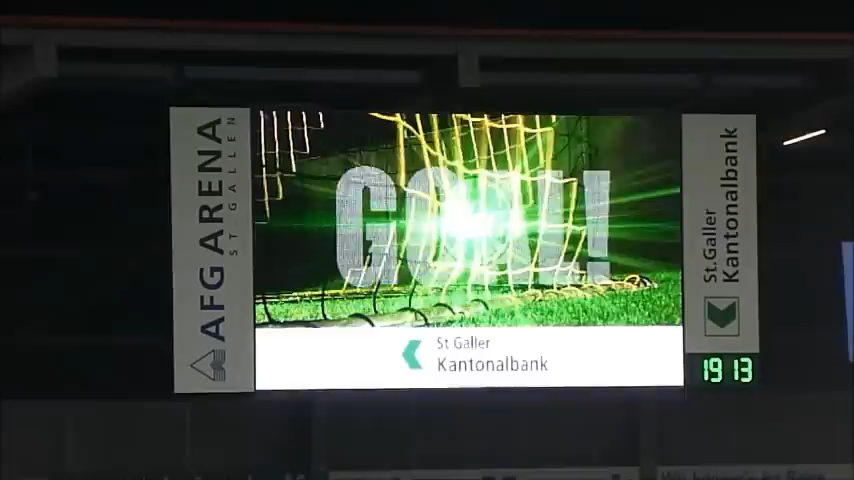 AFG ARENA
ST GALLEN
GOAL!
St Galler
Kantonalbank
St.Galler
Kantonalbank
19 13